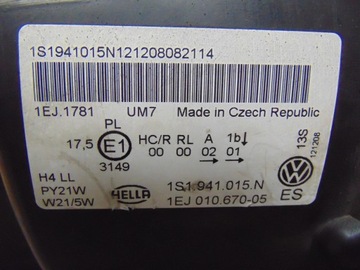 1S1941015N121208082114
1EJ.1781 UM7 Made in Czech Republic
PL
17,5 E1 HC/R RL A 1b↓
00 00 02 01
3149
13S
121208
H4 LL
PY21W
W21/5W
HELLA
1S1.941.015.N
1EJ 010.670-05
VW
ES